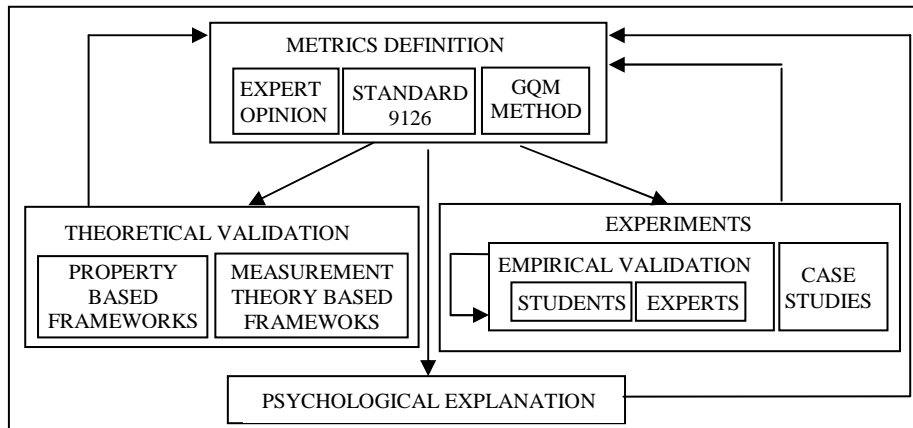 METRICS DEFINITION
EXPERT
OPINION
STANDARD
9126
GQM
METHOD
THEORETICAL VALIDATION
PROPERTY
BASED
FRAMEWORKS
MEASUREMENT
THEORY BASED
FRAMEWOKS
EXPERIMENTS
EMPIRICAL VALIDATION
STUDENTS
EXPERTS
CASE
STUDIES
PSYCHOLOGICAL EXPLANATION